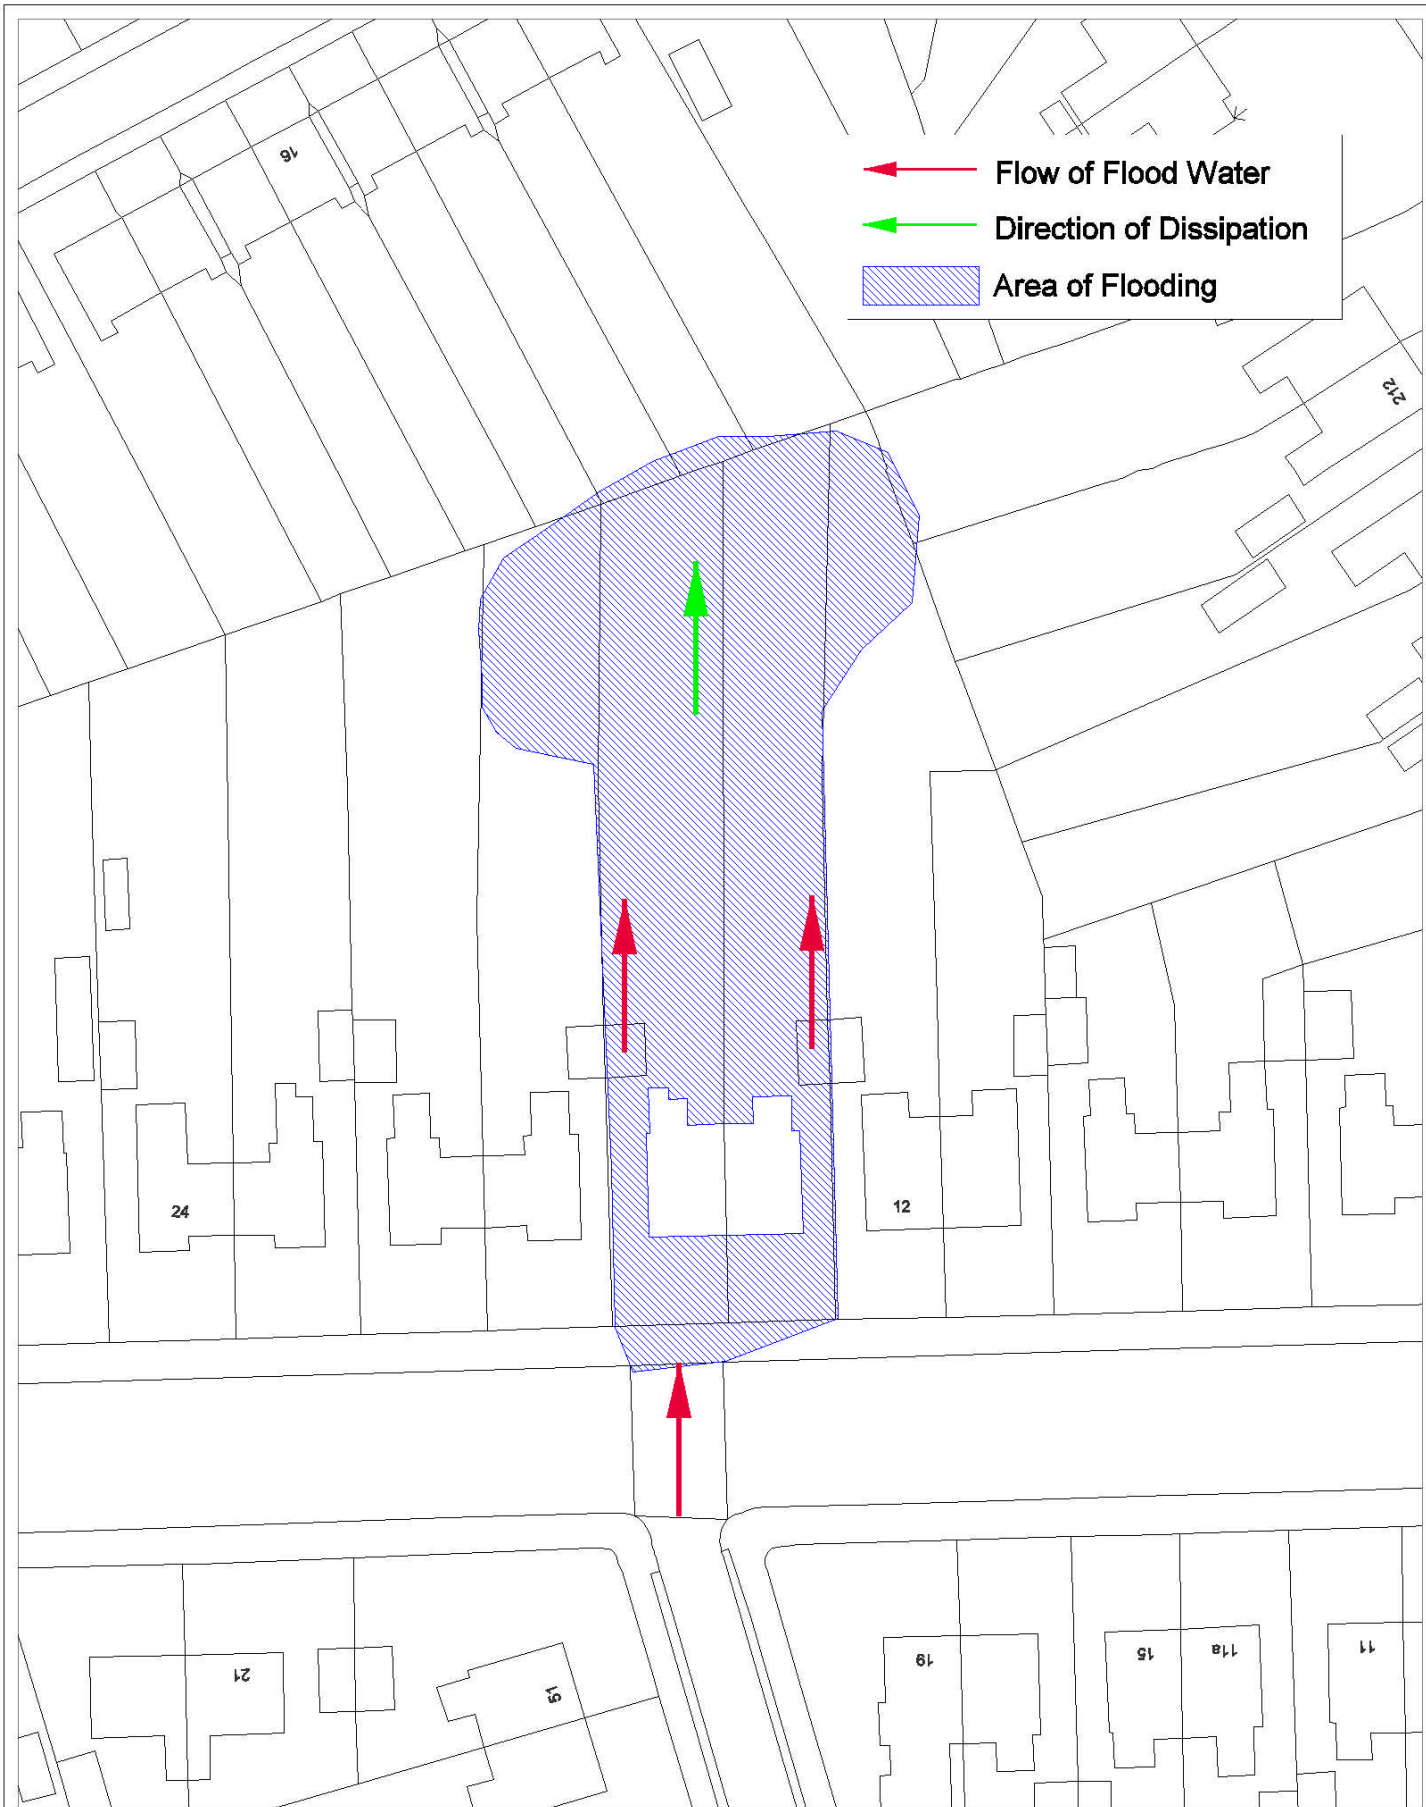 16
Flow of Flood Water
Direction of Dissipation
Area of Flooding
212
24
12
21
51
19
15
11a
11